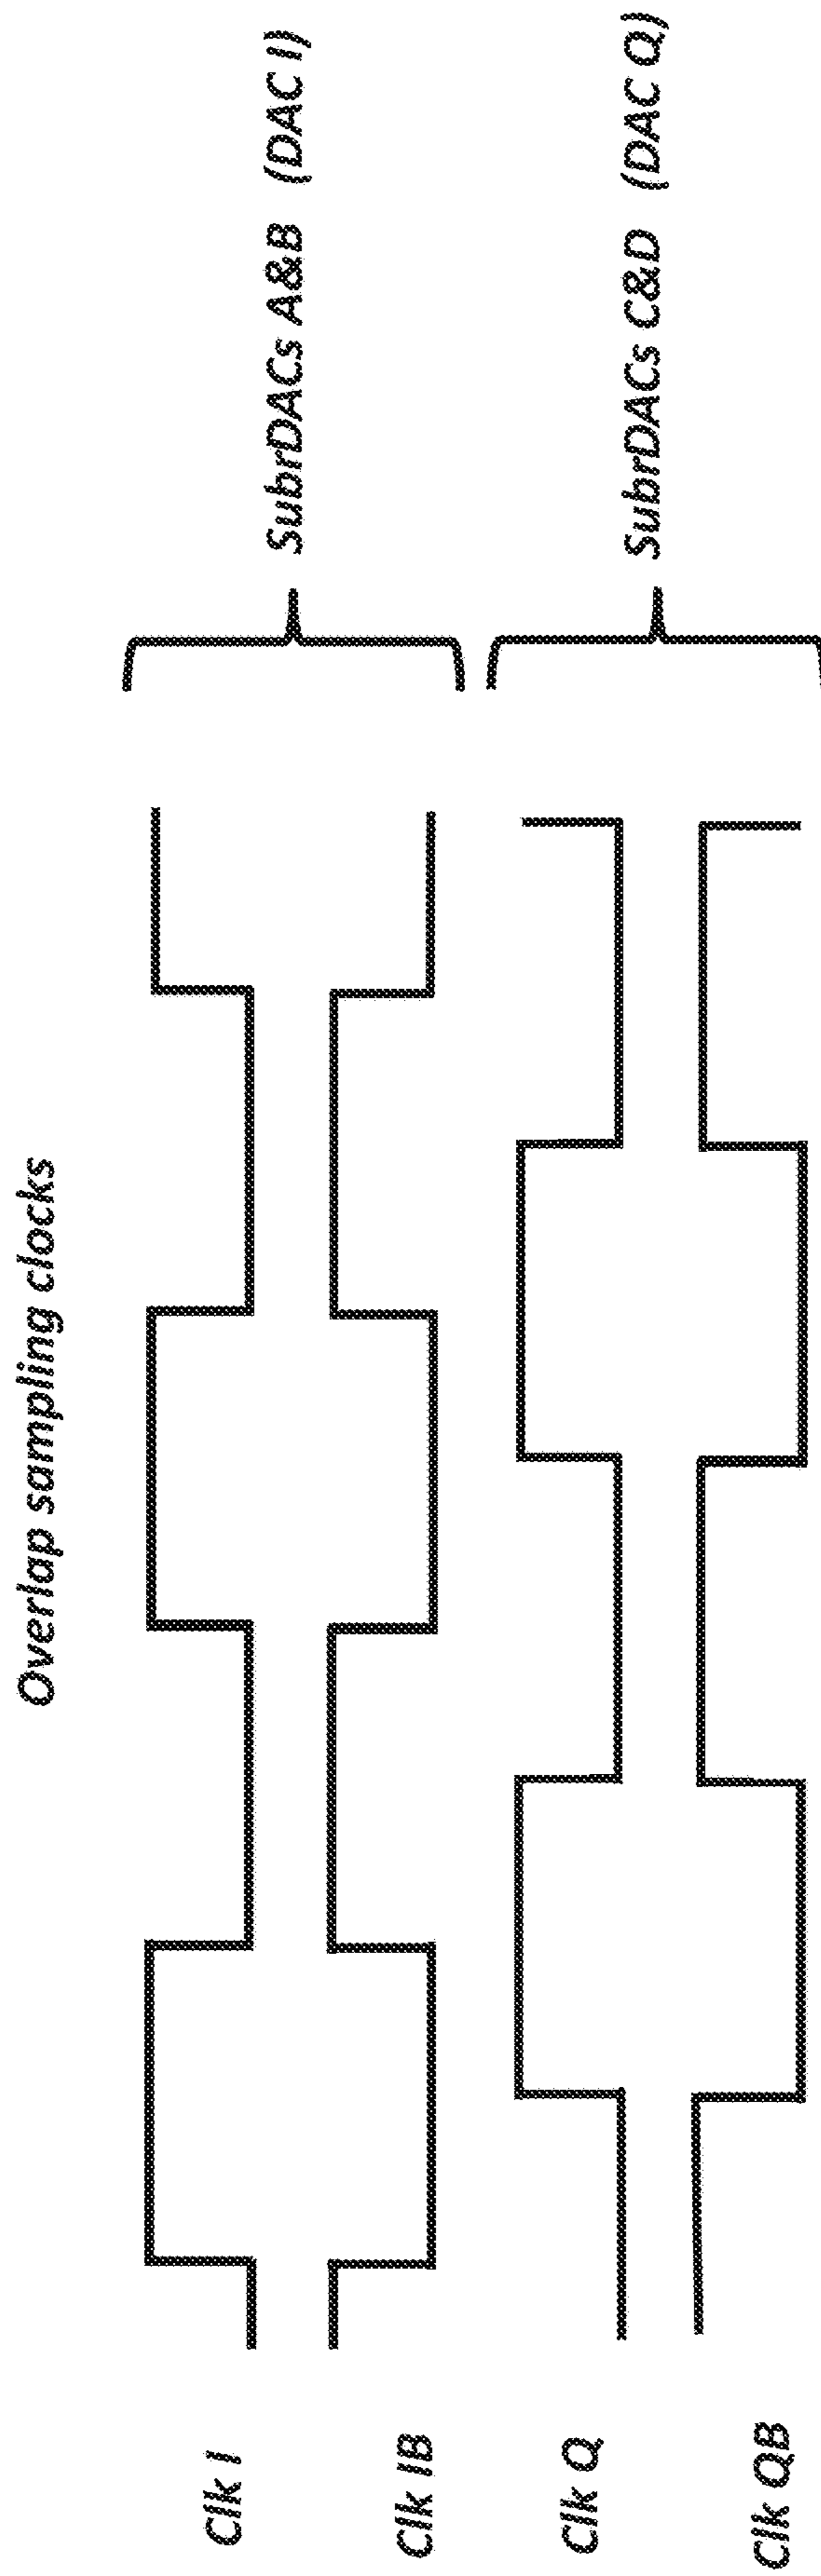 Overlap sampling clocks
Clk I
Clk IB
SubrDACs A&B (DAC I)
Clk Q
Clk QB
SubrDACs C&D (DAC Q)